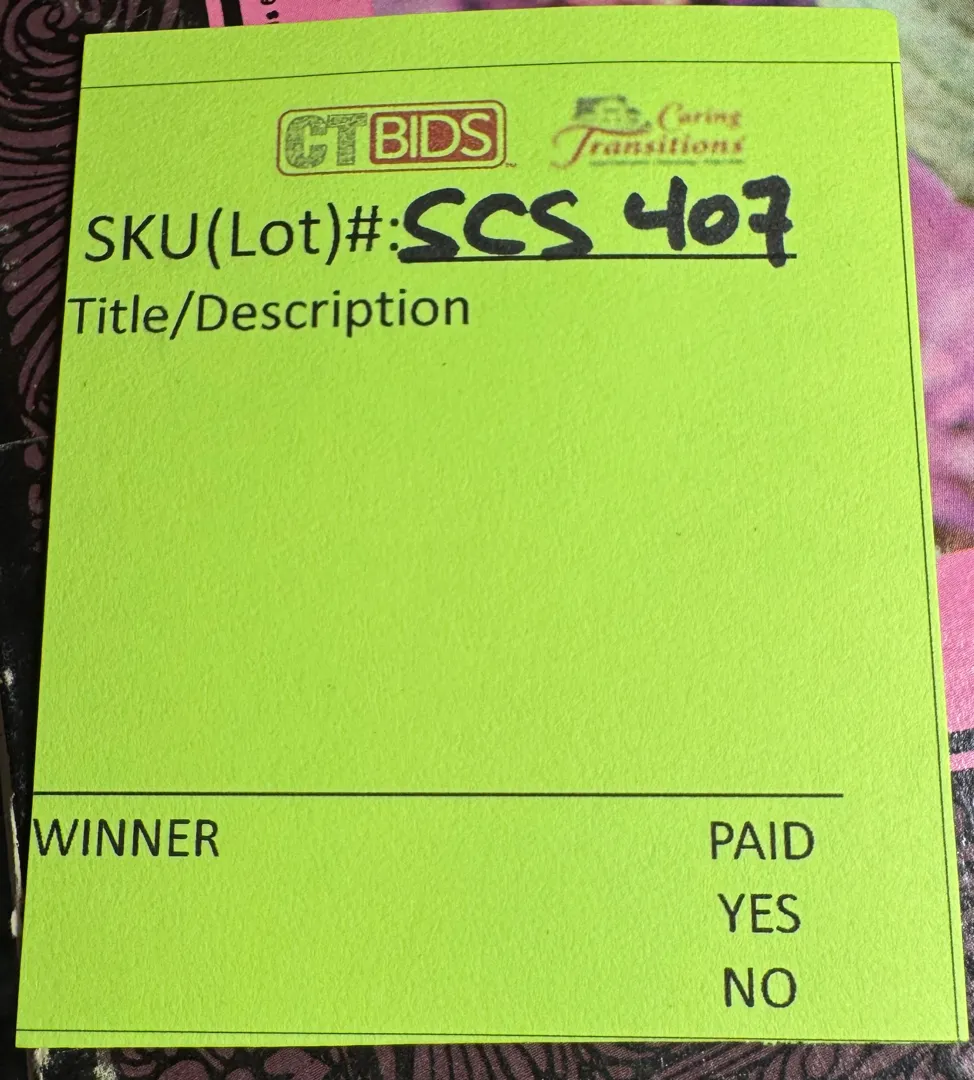 CTBIDS
Caring
Transitions
SKU(Lot)#:SCS 407
Title/Description
WINNER
PAID
YES
NO